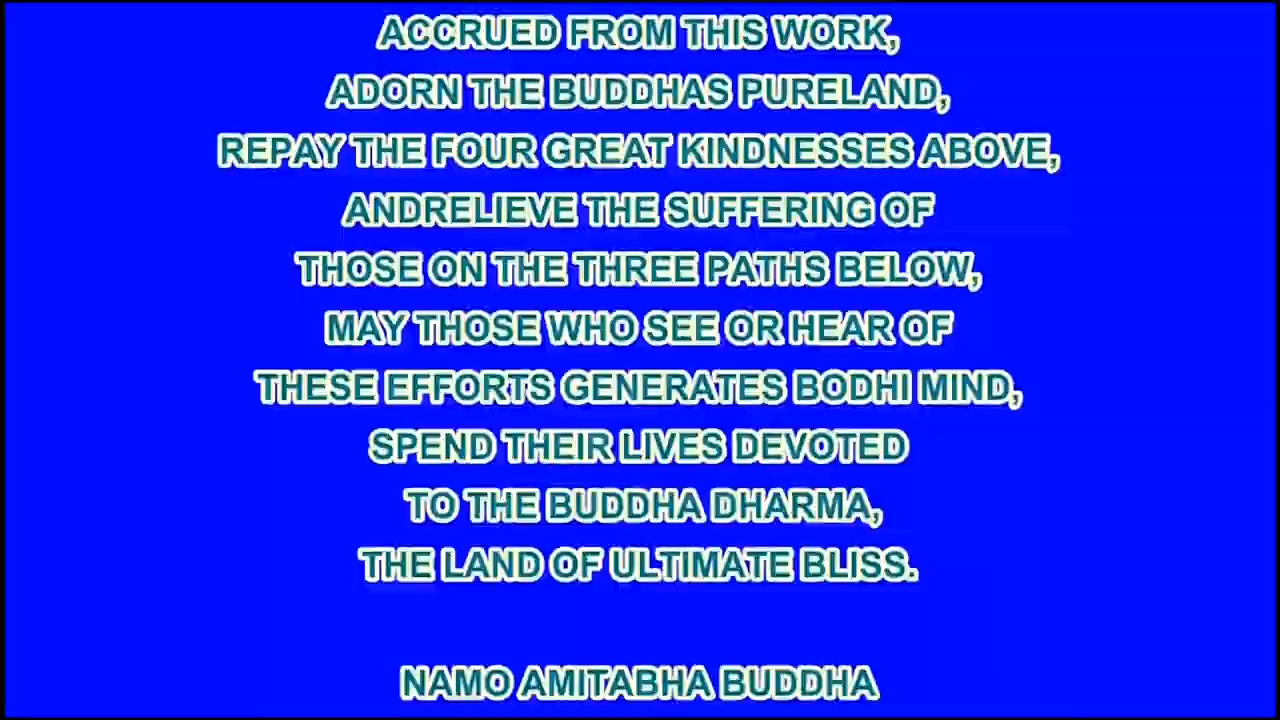 ACCRUED FROM THIS WORK,
ADORN THE BUDDHAS PURELAND,
REPAY THE FOUR GREAT KINDNESSES ABOVE,
ANDRELIEVE THE SUFFERING OF
THOSE ON THE THREE PATHS BELOW,
MAY THOSE WHO SEE OR HEAR OF
THESE EFFORTS GENERATES BODHI MIND,
SPEND THEIR LIVES DEVOTED
TO THE BUDDHA DHARMA,
THE LAND OF ULTIMATE BLISS.
NAMO AMITABHA BUDDHA